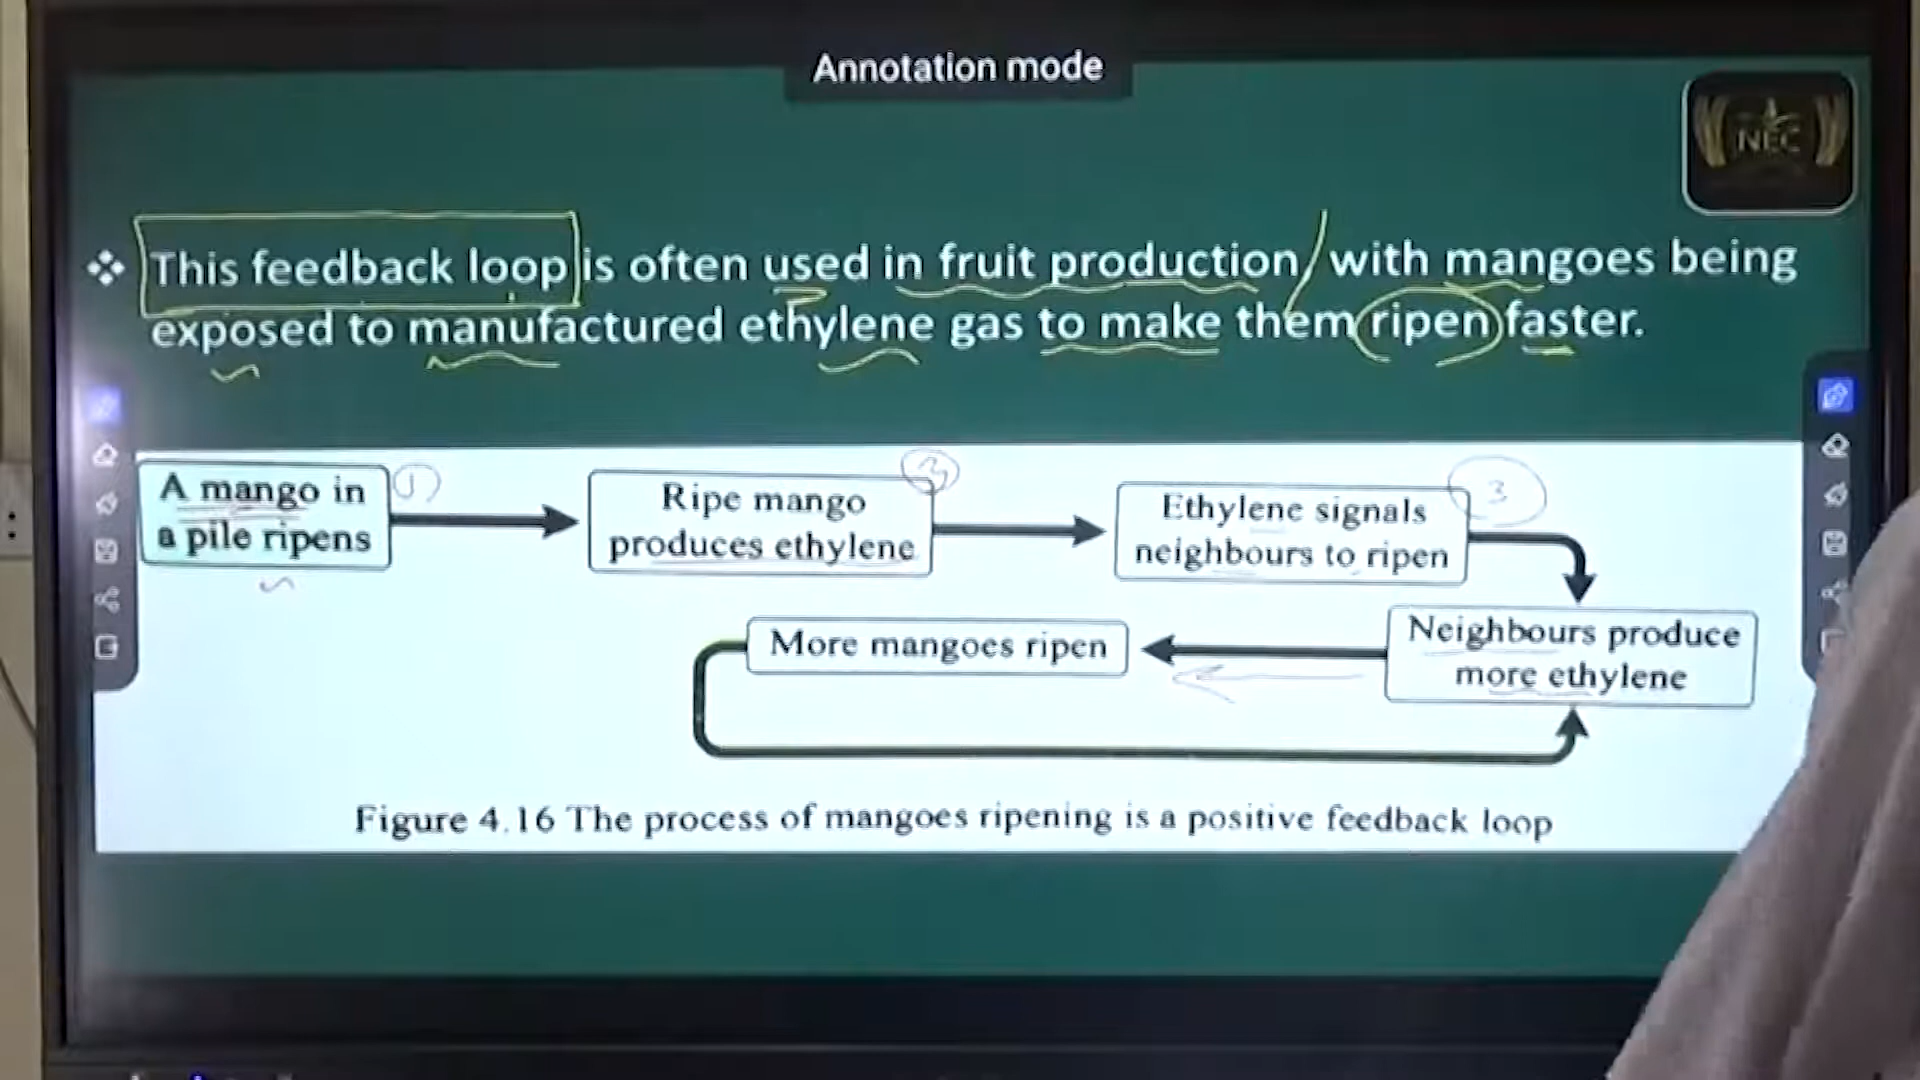 Annotation mode
NEC
❖ This feedback loop is often used in fruit production, with mangoes being
exposed to manufactured ethylene gas to make them ripen faster.
A mango in
a pile ripens
1
Ripe mango
produces ethylene
2
Ethylene signals
neighbours to ripen
3
Neighbours produce
more ethylene
More mangoes ripen
Figure 4.16 The process of mangoes ripening is a positive feedback loop